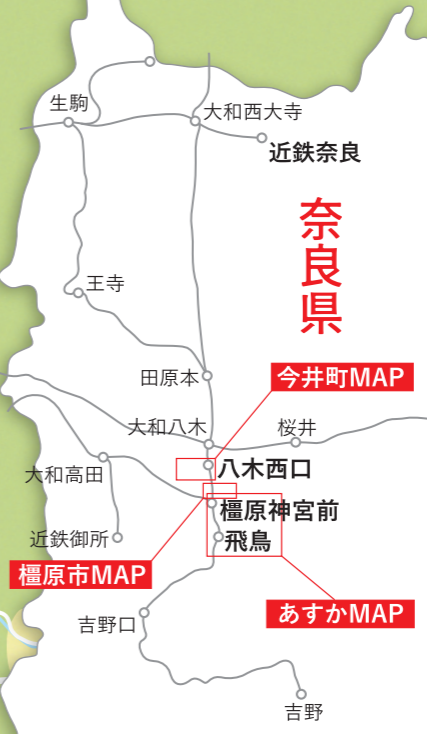 生駒
大和西大寺
近鉄奈良
奈良県
王寺
田原本
今井町MAP
大和八木
桜井
大和高田
八木西口
橿原神宮前
近鉄御所
飛鳥
橿原市MAP
あすかMAP
吉野口
吉野